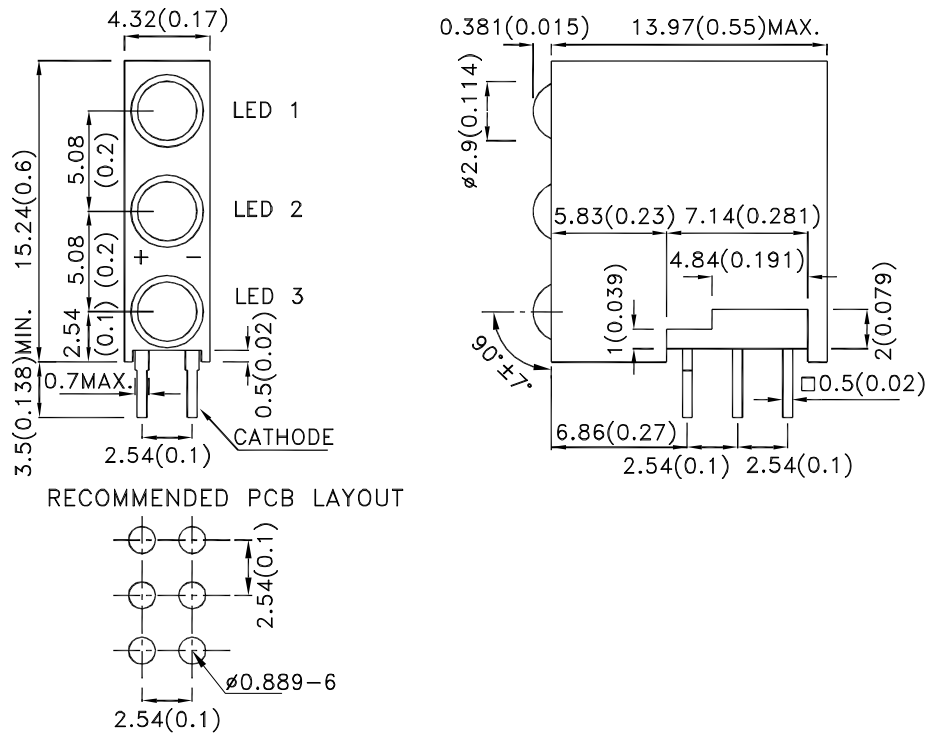 4.32(0.17)
0.381(0.015)
13.97(0.55)MAX.
LED 1
LED 2
LED 3
5.08
(0.2)
5.08
(0.2)
2.54
(0.1)
15.24(0.6)
3.5(0.138)MIN.
+ −
0.7MAX.
0.5(0.02)
CATHODE
2.54(0.1)
ø2.9(0.114)
5.83(0.23)
7.14(0.281)
4.84(0.191)
1(0.039)
2(0.079)
90°±7°
□0.5(0.02)
6.86(0.27)
2.54(0.1)
2.54(0.1)
RECOMMENDED PCB LAYOUT
2.54(0.1)
ø0.889−6
2.54(0.1)